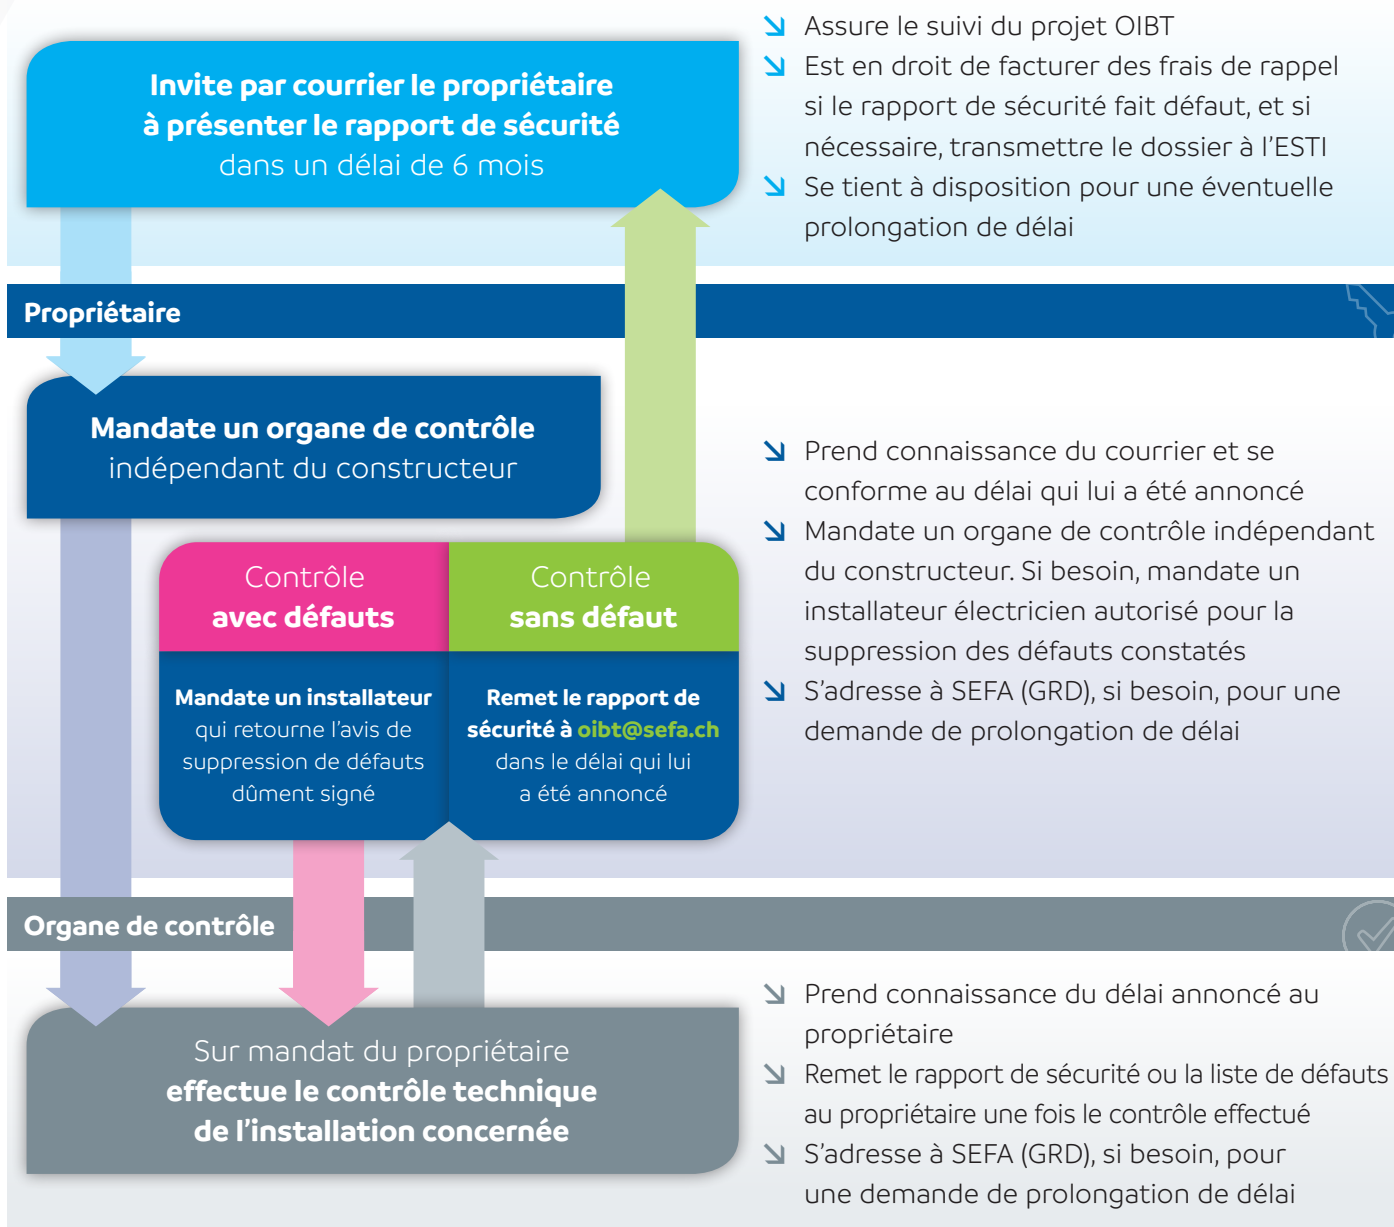 Invite par courrier le propriétaire
à présenter le rapport de sécurité
dans un délai de 6 mois
Assure le suivi du projet OIBT
Est en droit de facturer des frais de rappel
si le rapport de sécurité fait défaut, et si
nécessaire, transmettre le dossier à l’ESTI
Se tient à disposition pour une éventuelle
prolongation de délai
Propriétaire
Mandate un organe de contrôle
indépendant du constructeur
Contrôle
avec défauts
Mandate un installateur
qui retourne l’avis de
suppression de défauts
dûment signé
Contrôle
sans défaut
Remet le rapport de
sécurité à oibt@sefa.ch
dans le délai qui lui
a été annoncé
Prend connaissance du courrier et se
conforme au délai qui lui a été annoncé
Mandate un organe de contrôle indépendant
du constructeur. Si besoin, mandate un
installateur électricien autorisé pour la
suppression des défauts constatés
S’adresse à SEFA (GRD), si besoin, pour une
demande de prolongation de délai
Organe de contrôle
Sur mandat du propriétaire
effectue le contrôle technique
de l’installation concernée
Prend connaissance du délai annoncé au
propriétaire
Remet le rapport de sécurité ou la liste de défauts
au propriétaire une fois le contrôle effectué
S’adresse à SEFA (GRD), si besoin, pour
une demande de prolongation de délai